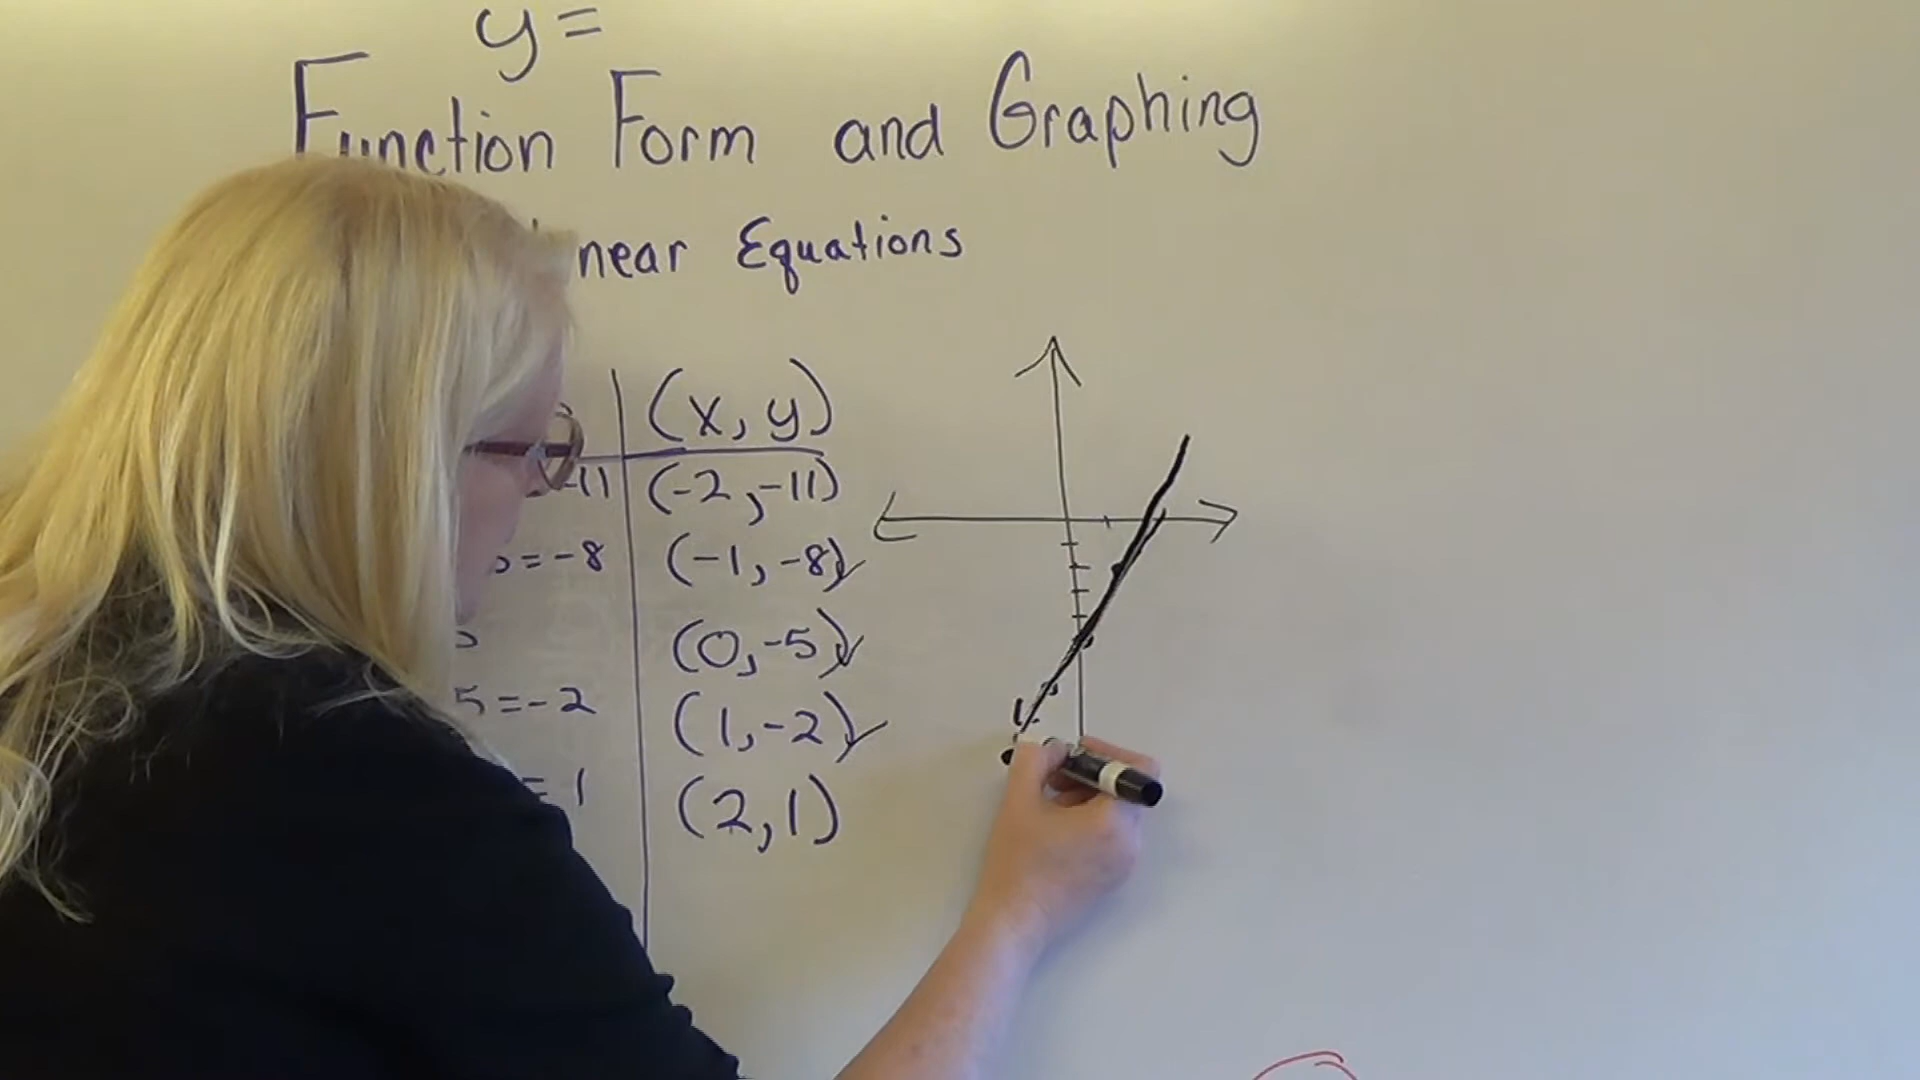 y =
Function Form and Graphing
near Equations
(x, y)
-11 (-2, -11)
= -8 (-1, -8)
(0, -5)
5 = -2 (1, -2)
= 1 (2, 1)